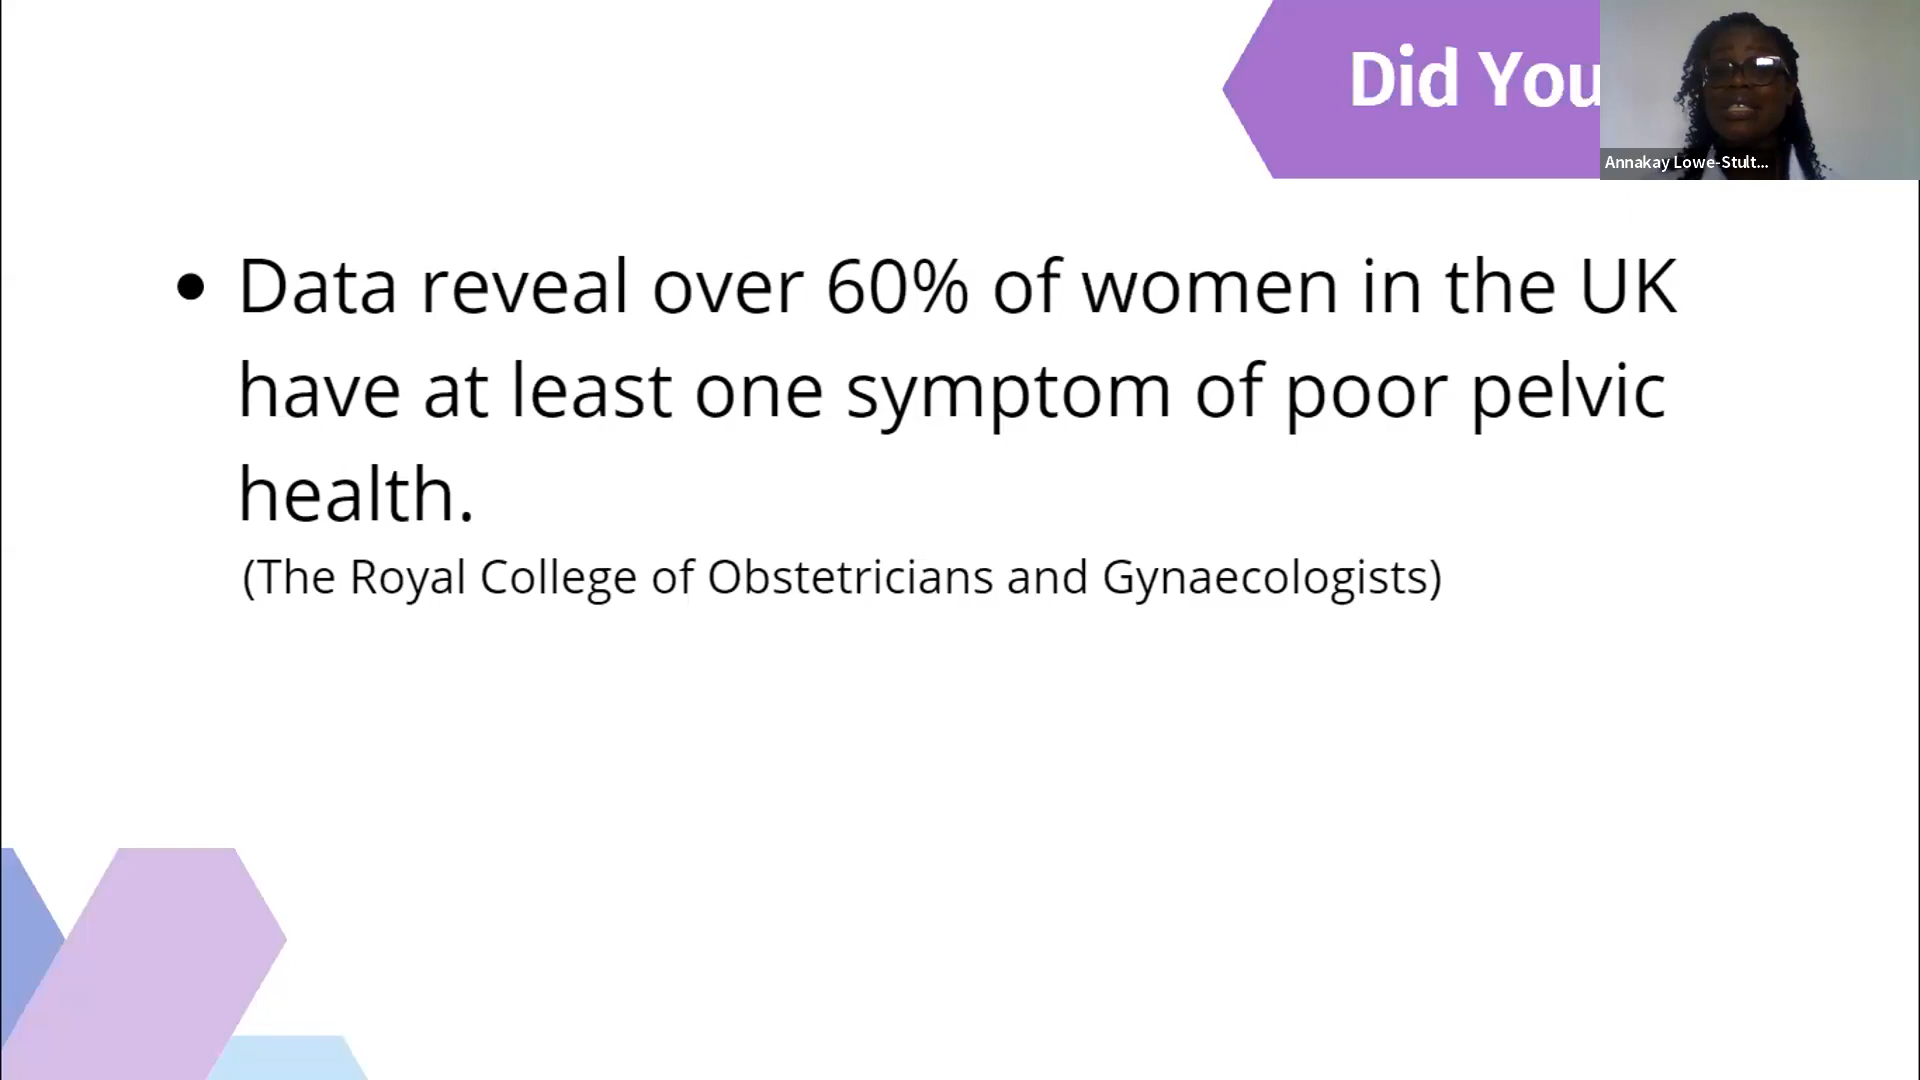 Did You
Annakay Lowe-Stult...
• Data reveal over 60% of women in the UK
have at least one symptom of poor pelvic
health.
(The Royal College of Obstetricians and Gynaecologists)